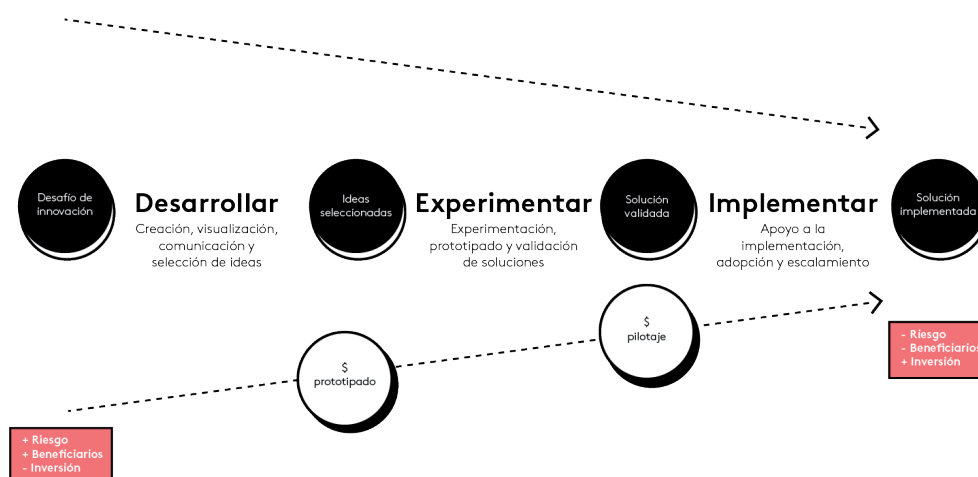 Desafío de
innovación
Desarrollar
Creación, visualización,
comunicación y
selección de ideas
Ideas
seleccionadas
Experimentar
Experimentación,
prototipado y validación
de soluciones
Solución
validada
Implementar
Apoyo a la
implementación,
adopción y escalamiento
Solución
implementada
$
prototipado
$
pilotaje
+ Riesgo
+ Beneficiarios
- Inversión
- Riesgo
- Beneficiarios
+ Inversión